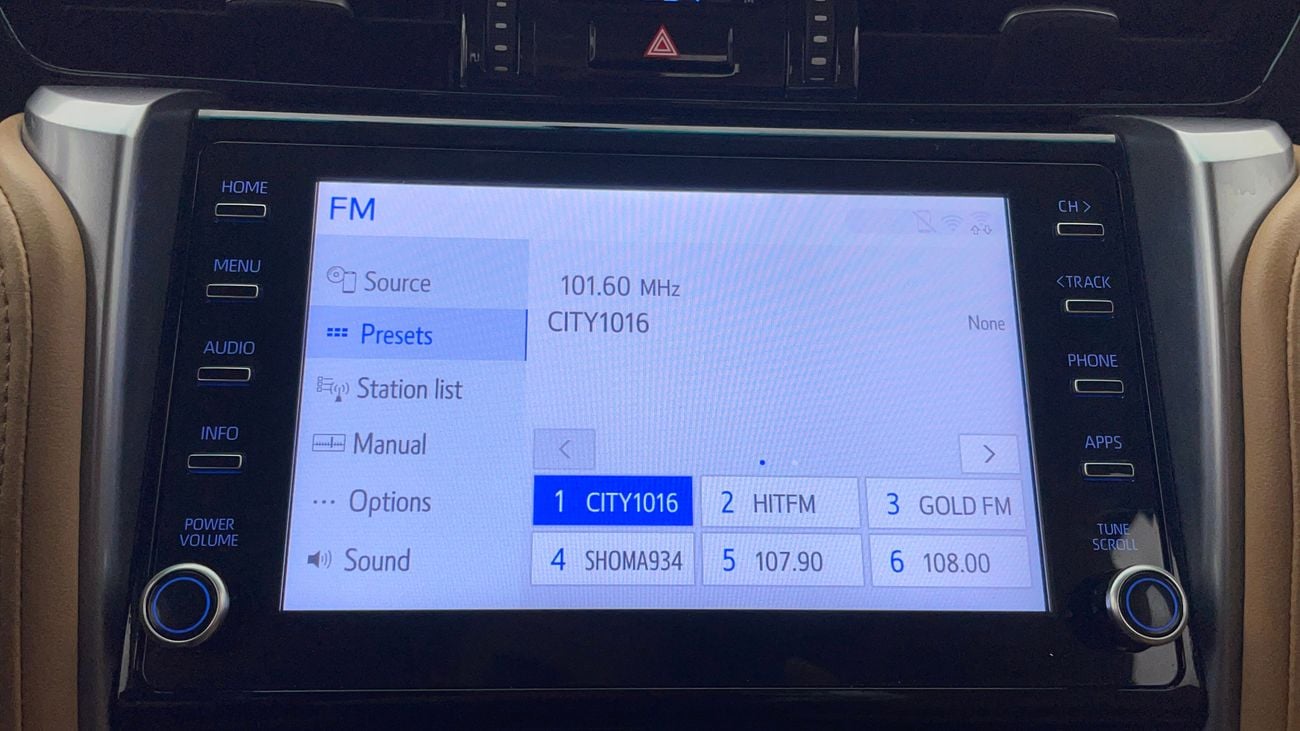 HOME
MENU
AUDIO
INFO
POWER
VOLUME
FM
Source
Presets
Station list
Manual
Options
Sound
101.60 MHz
CITY1016
None
< >
1 CITY1016
2 HITFM
3 GOLD FM
4 SHOMA934
5 107.90
6 108.00
CH >
< TRACK
PHONE
APPS
TUNE
SCROLL